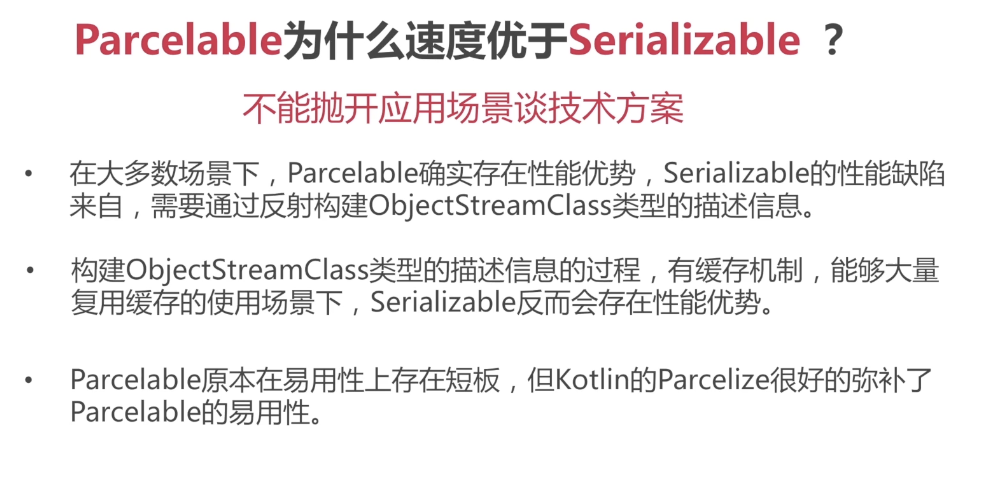 Parcelable为什么速度优于Serializable ？
不能抛开应用场景谈技术方案
• 在大多数场景下，Parcelable确实存在性能优势，Serializable的性能缺陷
来自，需要通过反射构建ObjectStreamClass类型的描述信息。
• 构建ObjectStreamClass类型的描述信息的过程，有缓存机制，能够大量
复用缓存的使用场景下，Serializable反而会存在性能优势。
• Parcelable原本在易用性上存在短板，但Kotlin的Parcelize很好的弥补了
Parcelable的易用性。